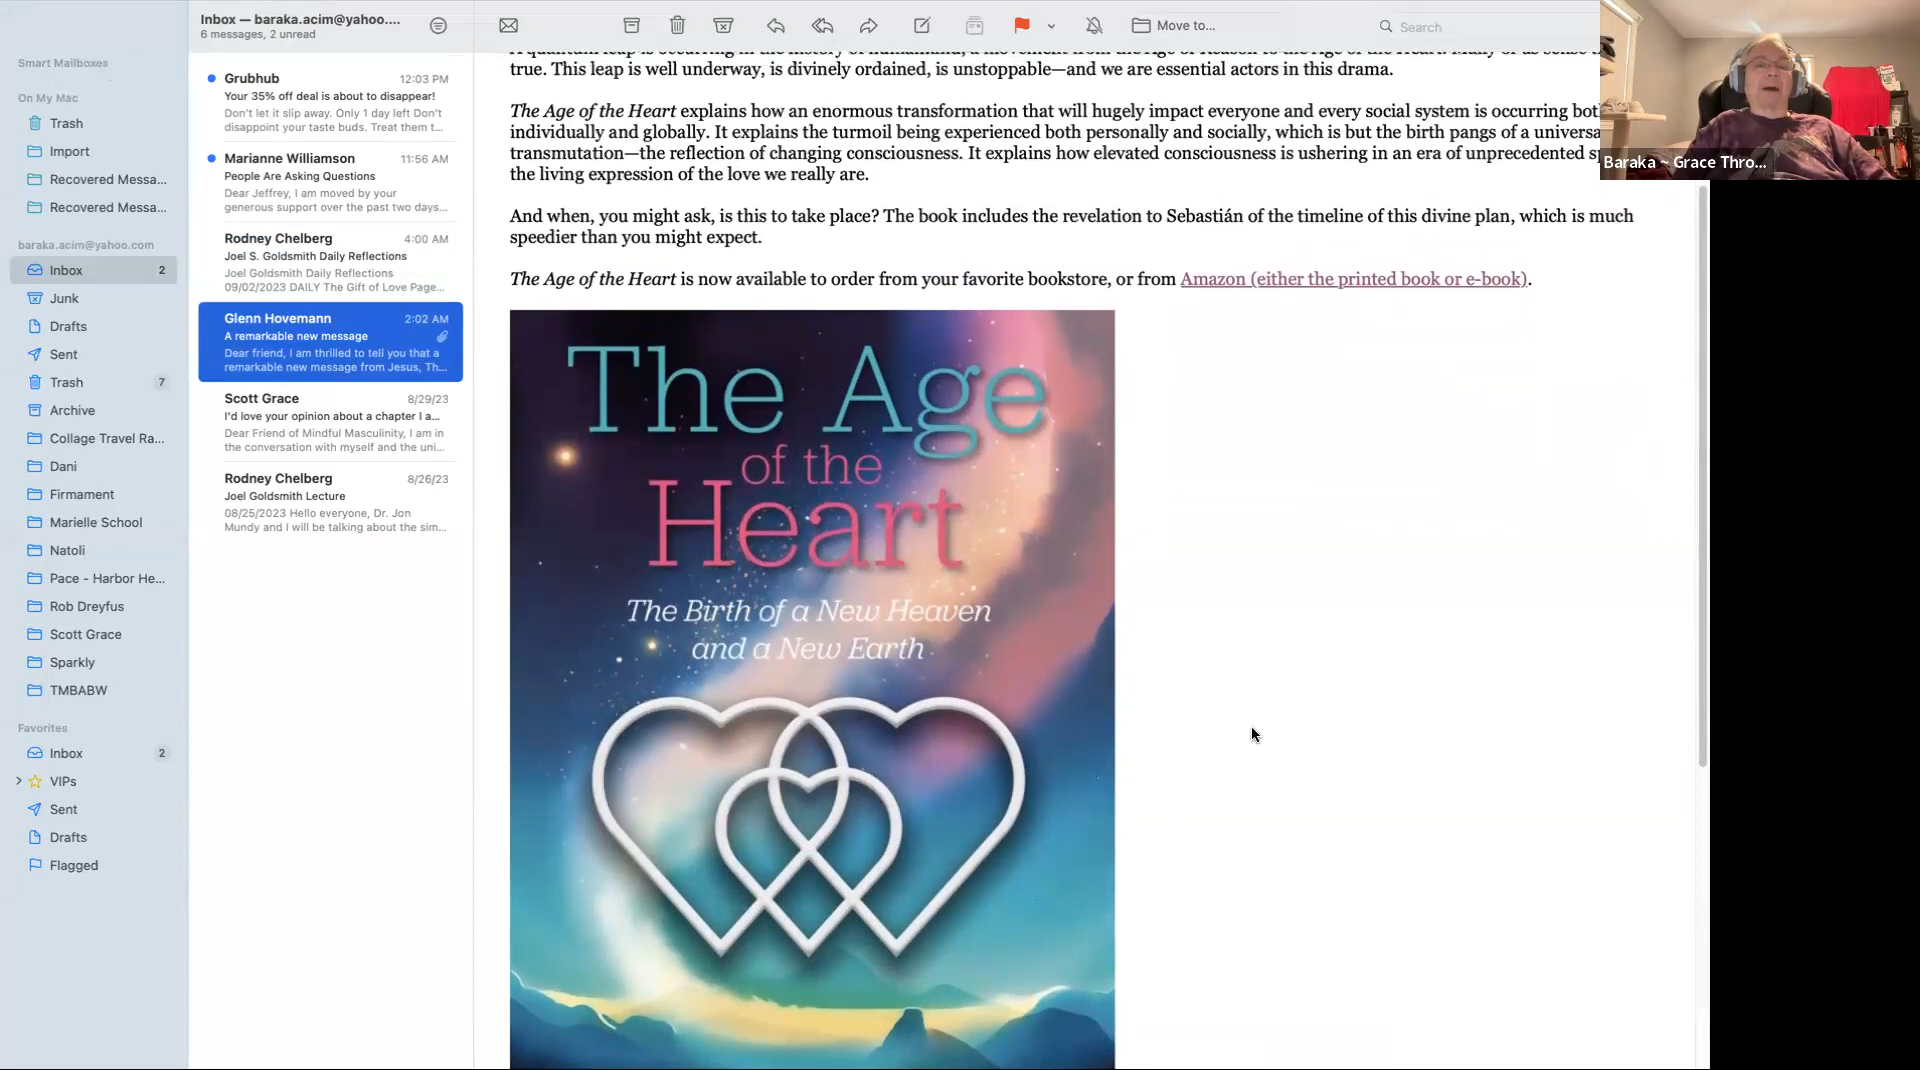 Inbox — baraka.acim@yahoo....
6 messages, 2 unread
Move to...
Search
Smart Mailboxes
On My Mac
Trash
Import
Recovered Messa...
Recovered Messa...
baraka.acim@yahoo.com
Inbox 2
Junk
Drafts
Sent
Trash 7
Archive
Collage Travel Ra...
Dani
Firmament
Marielle School
Natoli
Pace - Harbor He...
Rob Dreyfus
Scott Grace
Sparkly
TMBABW
Favorites
Inbox 2
VIPs
Sent
Drafts
Flagged
Grubhub 12:03 PM
Your 35% off deal is about to disappear!
Don't let it slip away. Only 1 day left Don't
disappoint your taste buds. Treat them t...
Marianne Williamson 11:56 AM
People Are Asking Questions
Dear Jeffrey, I am moved by your
generous support over the past two days...
Rodney Chelberg 4:00 AM
Joel S. Goldsmith Daily Reflections
Joel Goldsmith Daily Reflections
09/02/2023 DAILY The Gift of Love Page...
Glenn Hovemann 2:02 AM
A remarkable new message
Dear friend, I am thrilled to tell you that a
remarkable new message from Jesus, Th...
Scott Grace 8/29/23
I'd love your opinion about a chapter I a...
Dear Friend of Mindful Masculinity, I am in
the conversation with myself and the uni...
Rodney Chelberg 8/26/23
Joel Goldsmith Lecture
08/25/2023 Hello everyone, Dr. Jon
Mundy and I will be talking about the sim...
true. This leap is well underway, is divinely ordained, is unstoppable—and we are essential actors in this drama.
The Age of the Heart explains how an enormous transformation that will hugely impact everyone and every social system is occurring
individually and globally. It explains the turmoil being experienced both personally and socially, which is but the birth pangs of a
transmutation—the reflection of changing consciousness. It explains how elevated consciousness is ushering in an era of unprecedented
the living expression of the love we really are.
And when, you might ask, is this to take place? The book includes the revelation to Sebastián of the timeline of this divine plan, which is much
speedier than you might expect.
The Age of the Heart is now available to order from your favorite bookstore, or from Amazon (either the printed book or e-book).
The Age
of the
Heart
The Birth of a New Heaven
and a New Earth
Baraka ~ Grace Thro...